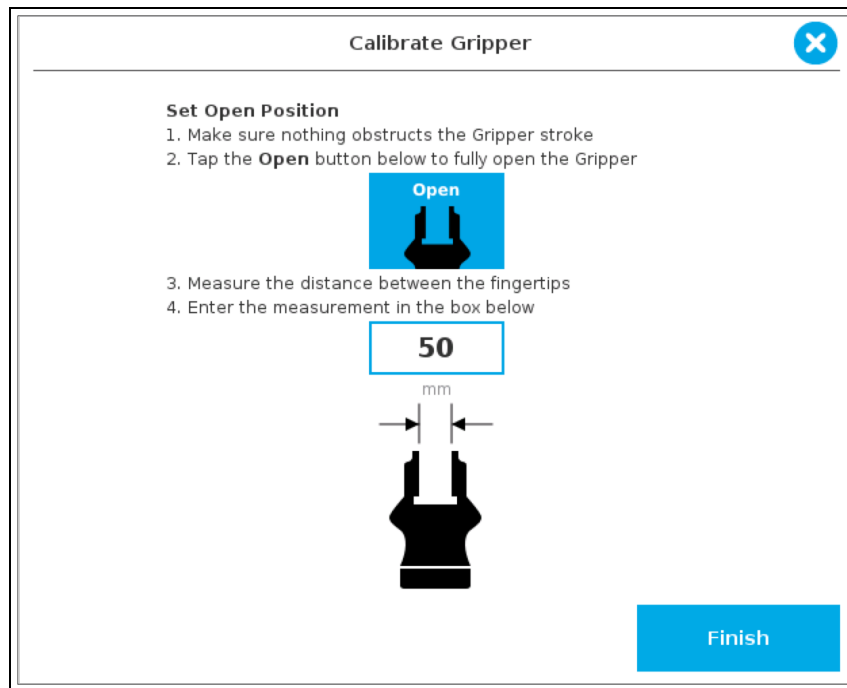 Calibrate Gripper
Set Open Position
1. Make sure nothing obstructs the Gripper stroke
2. Tap the Open button below to fully open the Gripper
Open
3. Measure the distance between the fingertips
4. Enter the measurement in the box below
50
mm
Finish